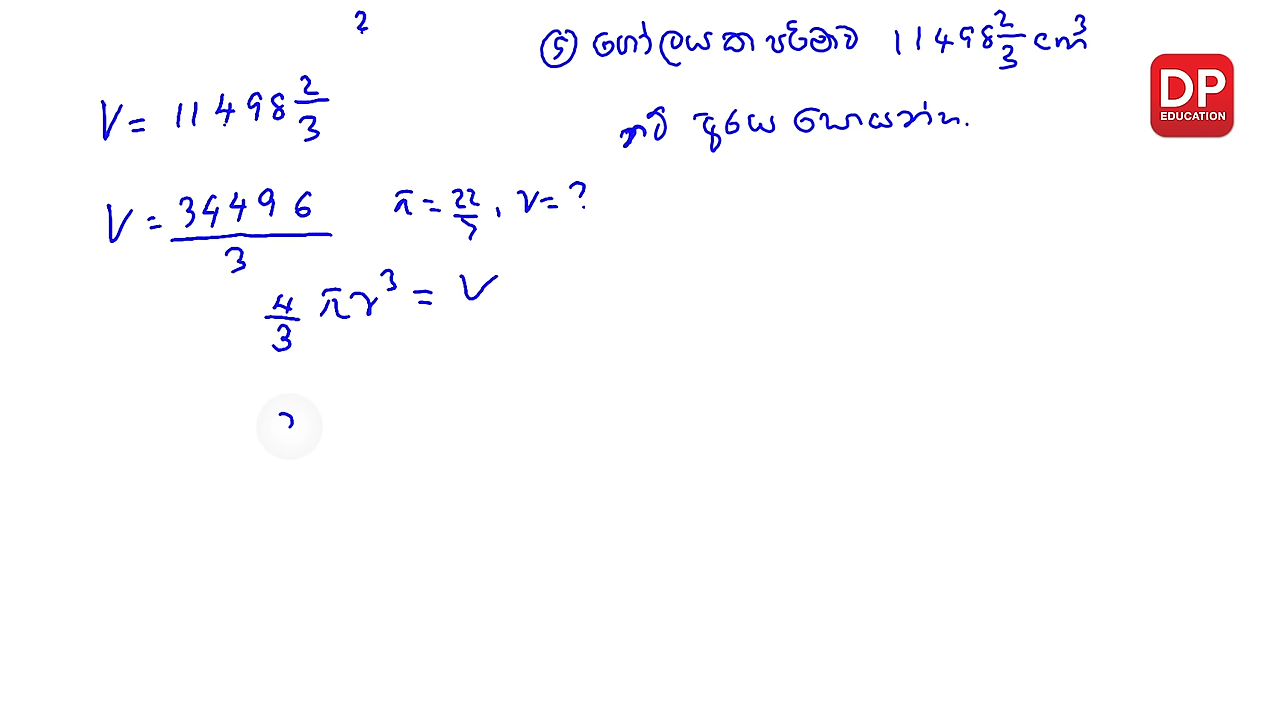 2
⑤ ගෝලයක පරිමාව 11498 2/3 cm³
නම් අරය සොයන්න.
DP
EDUCATION
V = 11498 2/3
V = 34496/3
π = 22/7, r = ?
4/3 πr³ = V